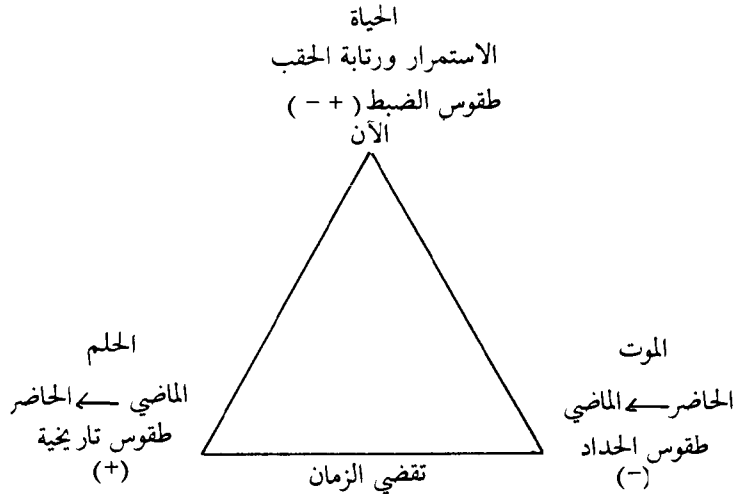 الحياة
الاستمرار ورتابة الحقب
طقوس الضبط ( + - )
الآن
الموت
الحاضر ← الماضي
طقوس الحداد
(-)
الحلم
الماضي ← الحاضر
طقوس تاريخية
(+)
تقضي الزمان